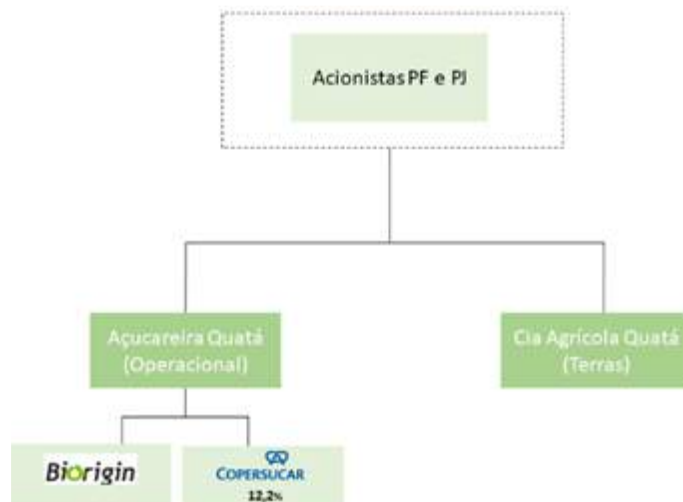 Acionistas PF e PJ
Açucareira Quatá
(Operacional)
Cia Agrícola Quatá
(Terras)
Biorigin
COPERSUCAR
12,2%